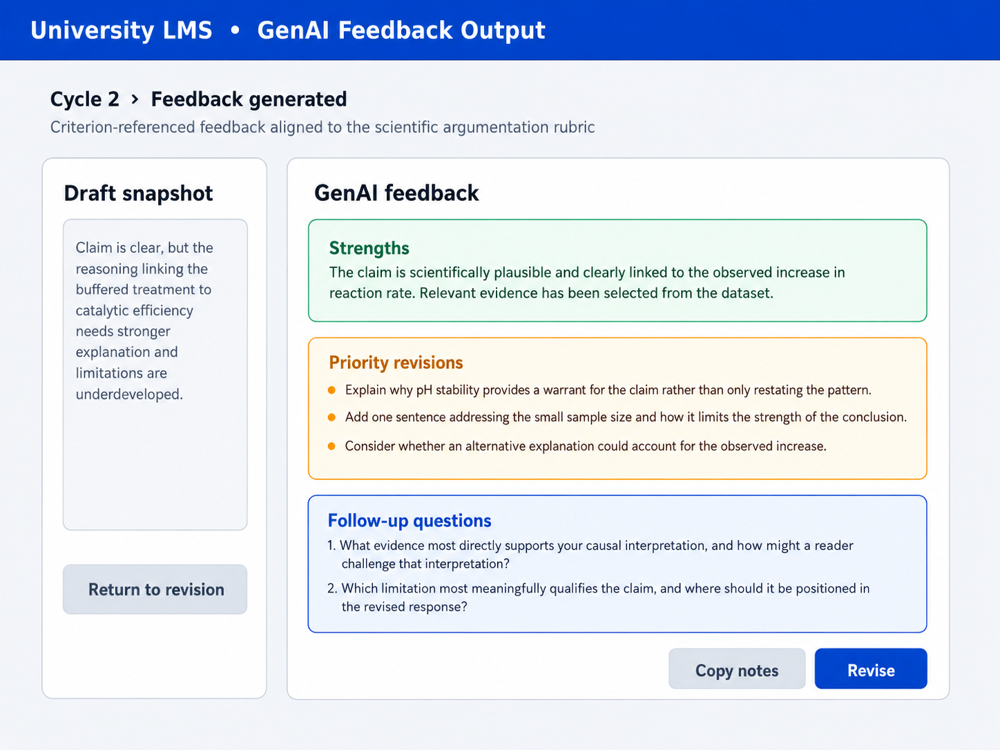 University LMS • GenAI Feedback Output
Cycle 2 › Feedback generated
Criterion-referenced feedback aligned to the scientific argumentation rubric
Draft snapshot
Claim is clear, but the
reasoning linking the
buffered treatment to
catalytic efficiency
needs stronger
explanation and
limitations are
underdeveloped.
Return to revision
GenAI feedback
Strengths
The claim is scientifically plausible and clearly linked to the observed increase in
reaction rate. Relevant evidence has been selected from the dataset.
Priority revisions
● Explain why pH stability provides a warrant for the claim rather than only restating the pattern.
● Add one sentence addressing the small sample size and how it limits the strength of the conclusion.
● Consider whether an alternative explanation could account for the observed increase.
Follow-up questions
1. What evidence most directly supports your causal interpretation, and how might a reader
challenge that interpretation?
2. Which limitation most meaningfully qualifies the claim, and where should it be positioned in
the revised response?
Copy notes
Revise